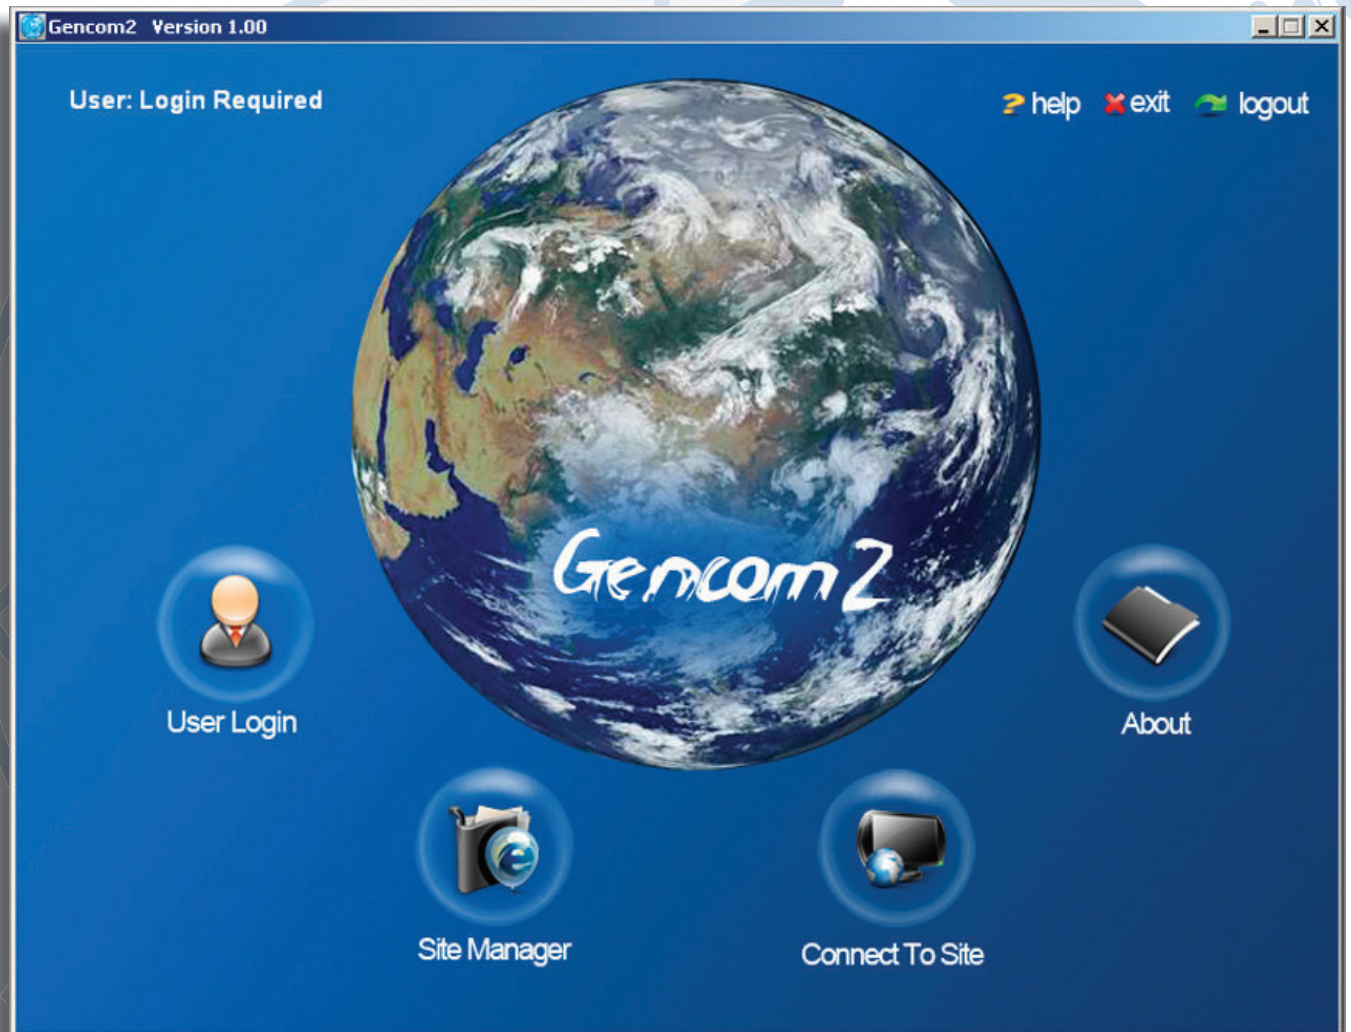 Gencom2 Version 1.00
User: Login Required
help exit logout
Gencom2
User Login
About
Site Manager
Connect To Site